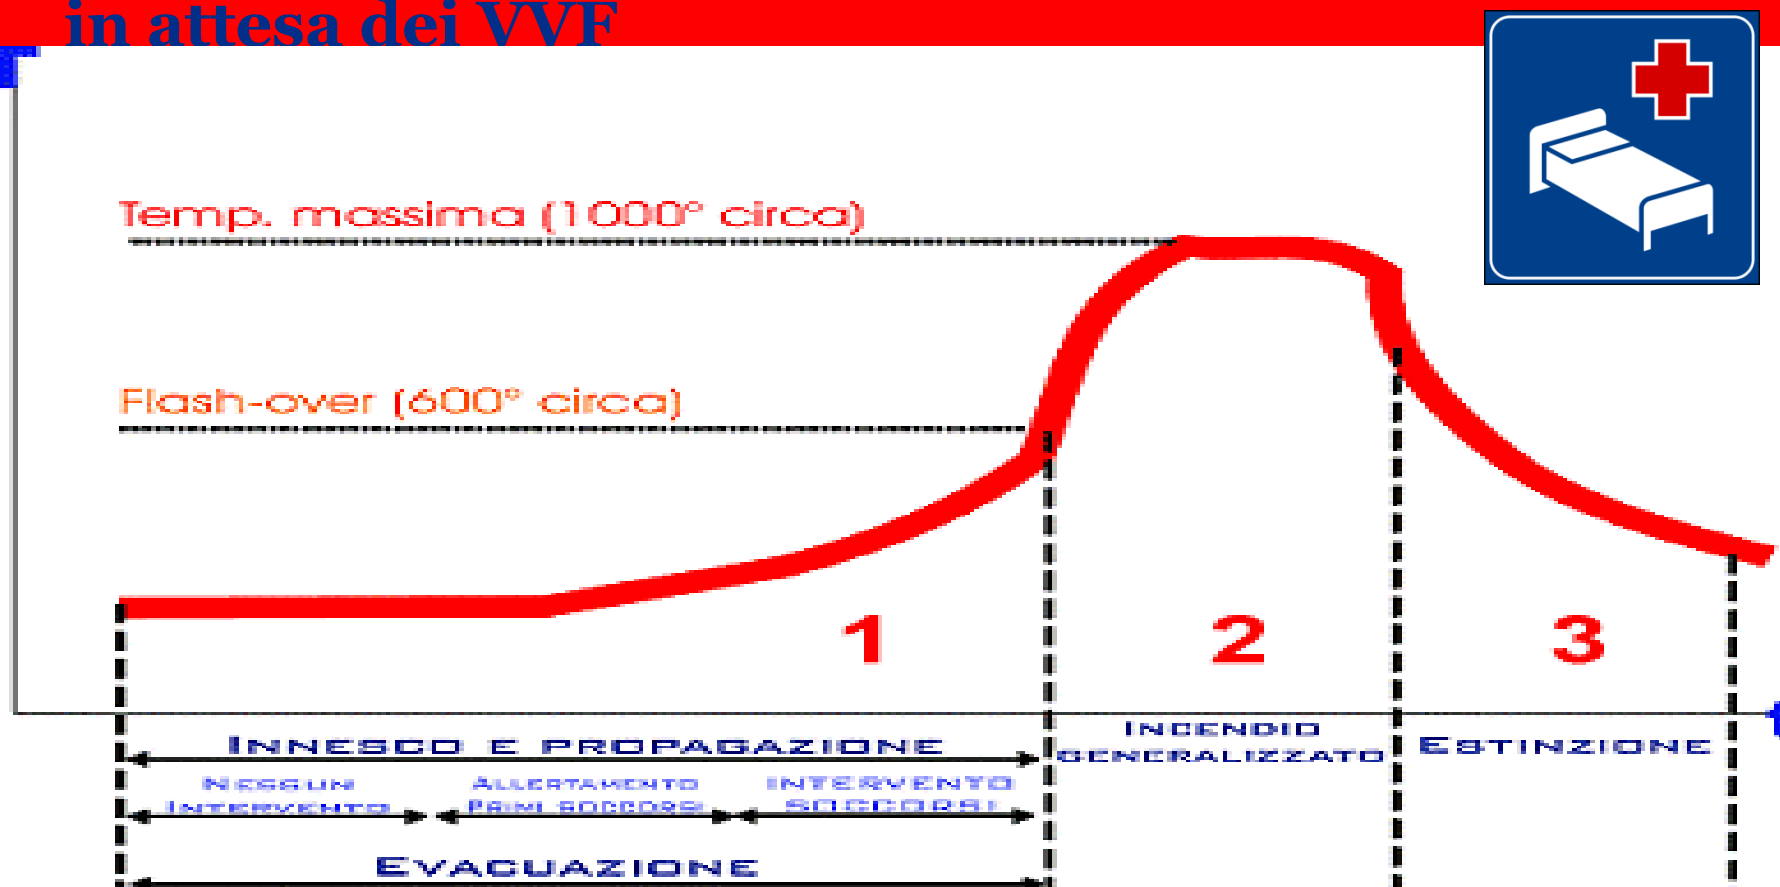 in attesa dei VVF
Temp. massima (1000° circa)
Flash-over (600° circa)
1 2 3
INNESCO E PROPAGAZIONE
INCENDIO
GENERALIZZATO
ESTINZIONE
NESSUN
INTERVENTO
ALLERTAMENTO
PRIMI SOCCORSI
INTERVENTO
SOCCORSI
EVACUAZIONE